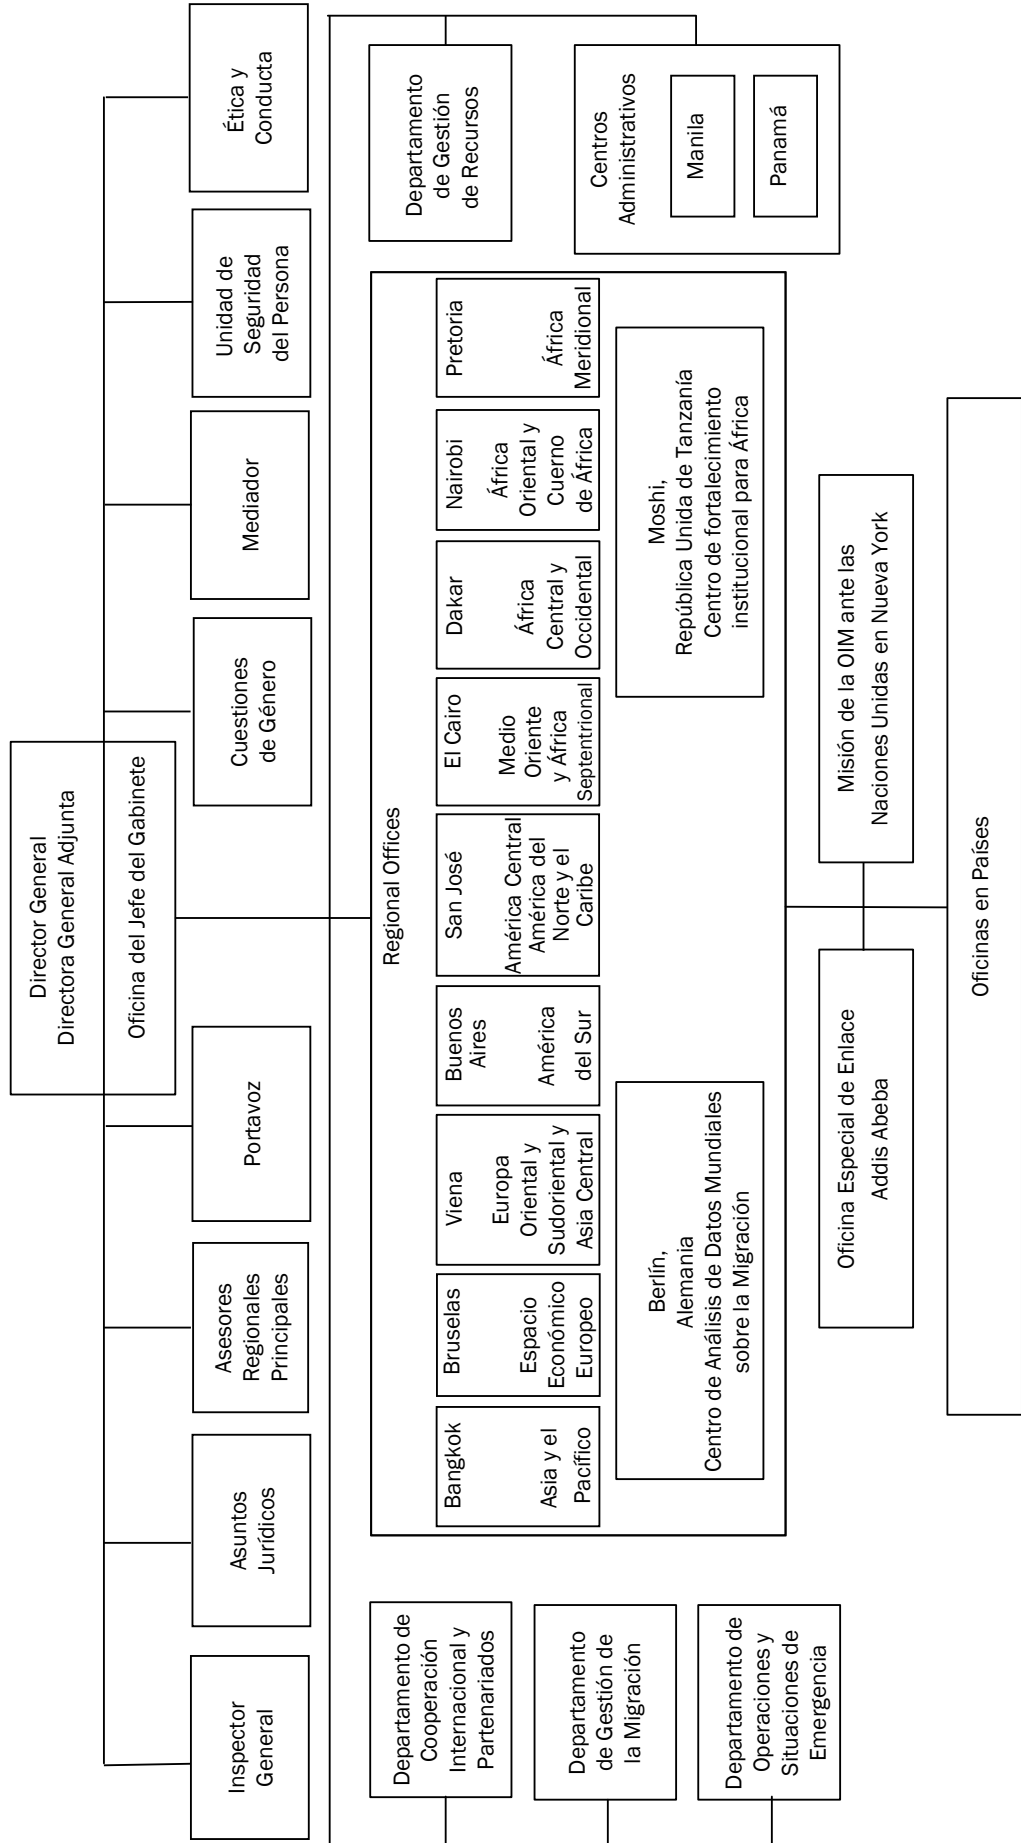 Director General
Directora General Adjunta
Oficina del Jefe del Gabinete
Inspector
General
Asuntos
Jurídicos
Asesores
Regionales
Principales
Portavoz
Cuestiones
de Género
Mediador
Unidad de
Seguridad
del Persona
Ética y
Conducta
Departamento de
Cooperación
Internacional y
Partenariados
Departamento
de Gestión de
la Migración
Departamento de
Operaciones y
Situaciones de
Emergencia
Regional Offices
Bangkok
Asia y el
Pacífico
Bruselas
Espacio
Económico
Europeo
Viena
Europa
Oriental y
Sudoriental y
Asia Central
Buenos
Aires
América
del Sur
San José
América Central
América del
Norte y el
Caribe
El Cairo
Medio
Oriente
y África
Septentrional
Dakar
África
Central y
Occidental
Nairobi
África
Oriental y
Cuerno
de África
Pretoria
África
Meridional
Berlín,
Alemania
Centro de Análisis de Datos Mundiales
sobre la Migración
Moshi,
República Unida de Tanzanía
Centro de fortalecimiento
institucional para África
Departamento
de Gestión
de Recursos
Centros
Administrativos
Manila
Panamá
Oficina Especial de Enlace
Addis Abeba
Misión de la OIM ante las
Naciones Unidas en Nueva York
Oficinas en Países